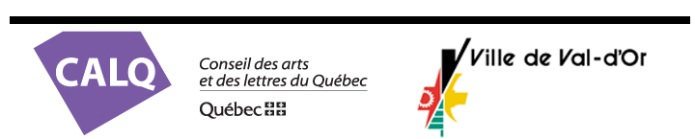 CALQ
Conseil des arts
et des lettres du Québec
Québec
Ville de Val-d'Or